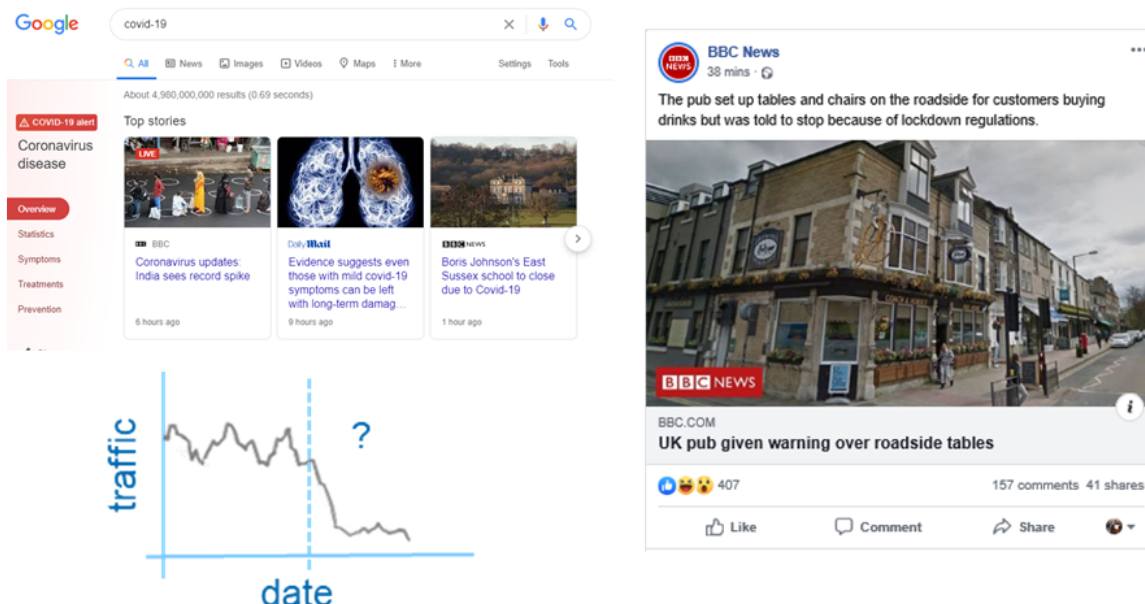 Google
covid-19
All News Images Videos Maps More Settings Tools
About 4,980,000,000 results (0.69 seconds)
COVID-19 alert
Coronavirus
disease
Overview
Statistics
Symptoms
Treatments
Prevention
Top stories
LIVE
BBC
Coronavirus updates:
India sees record spike
6 hours ago
Daily Mail
Evidence suggests even
those with mild covid-19
symptoms can be left
with long-term damag...
9 hours ago
BBC NEWS
Boris Johnson's East
Sussex school to close
due to Covid-19
1 hour ago
traffic
?
date
BBC NEWS
BBC News
38 mins ·
The pub set up tables and chairs on the roadside for customers buying
drinks but was told to stop because of lockdown regulations.
COACH & HORSES
BBC NEWS
i
BBC.COM
UK pub given warning over roadside tables
407
157 comments 41 shares
Like Comment Share